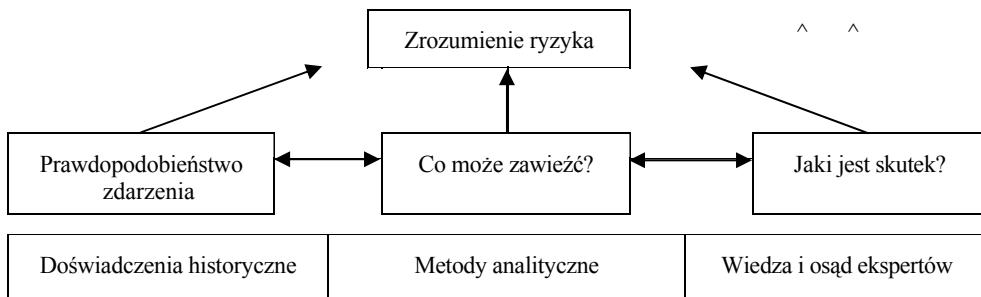 Zrozumienie ryzyka
^ ^
Prawdopodobieństwo
zdarzenia
Co może zawieźć?
Jaki jest skutek?
Doświadczenia historyczne
Metody analityczne
Wiedza i osąd ekspertów